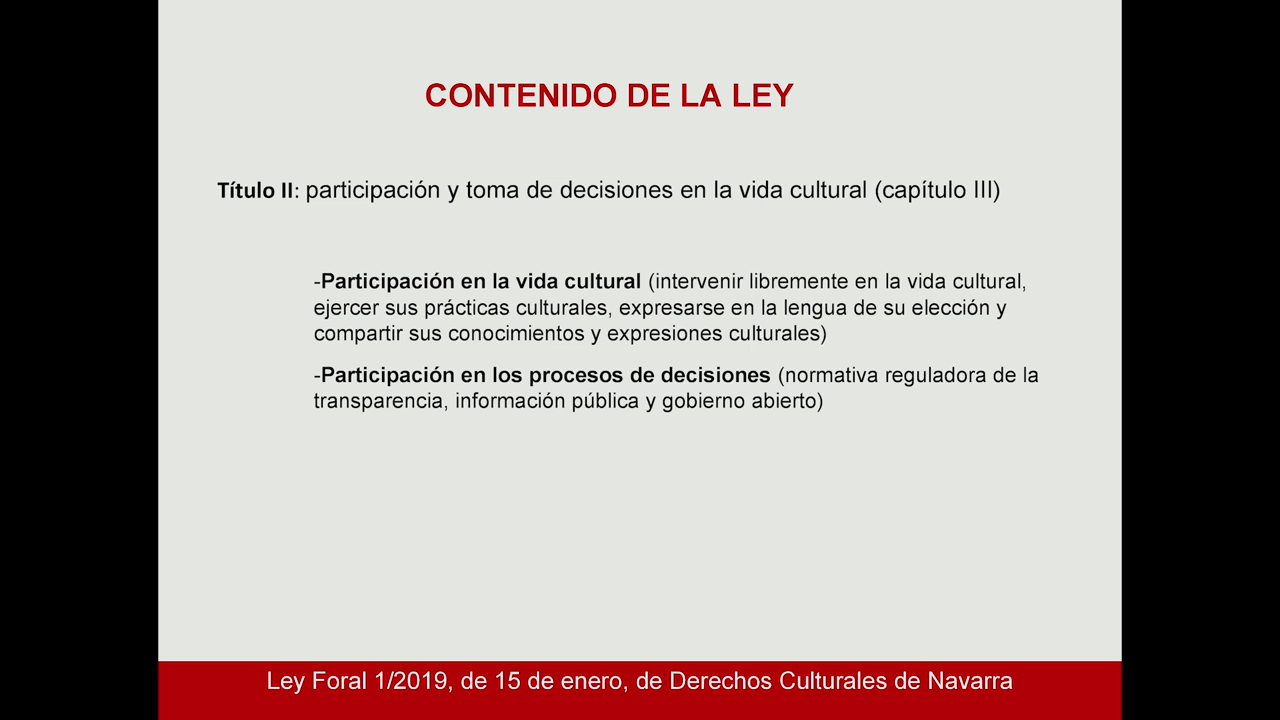 CONTENIDO DE LA LEY
Título II: participación y toma de decisiones en la vida cultural (capítulo III)
-Participación en la vida cultural (intervenir libremente en la vida cultural,
ejercer sus prácticas culturales, expresarse en la lengua de su elección y
compartir sus conocimientos y expresiones culturales)
-Participación en los procesos de decisiones (normativa reguladora de la
transparencia, información pública y gobierno abierto)
Ley Foral 1/2019, de 15 de enero, de Derechos Culturales de Navarra